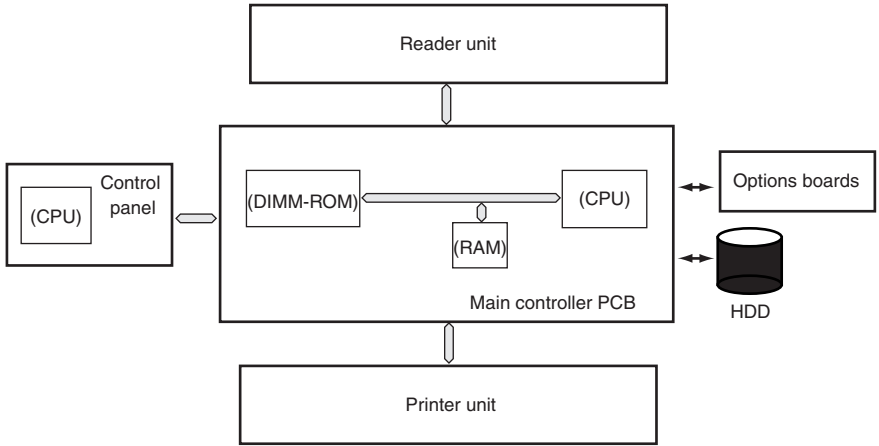 Reader unit
Control
panel
(CPU)
(DIMM-ROM)
(CPU)
(RAM)
Main controller PCB
Options boards
HDD
Printer unit